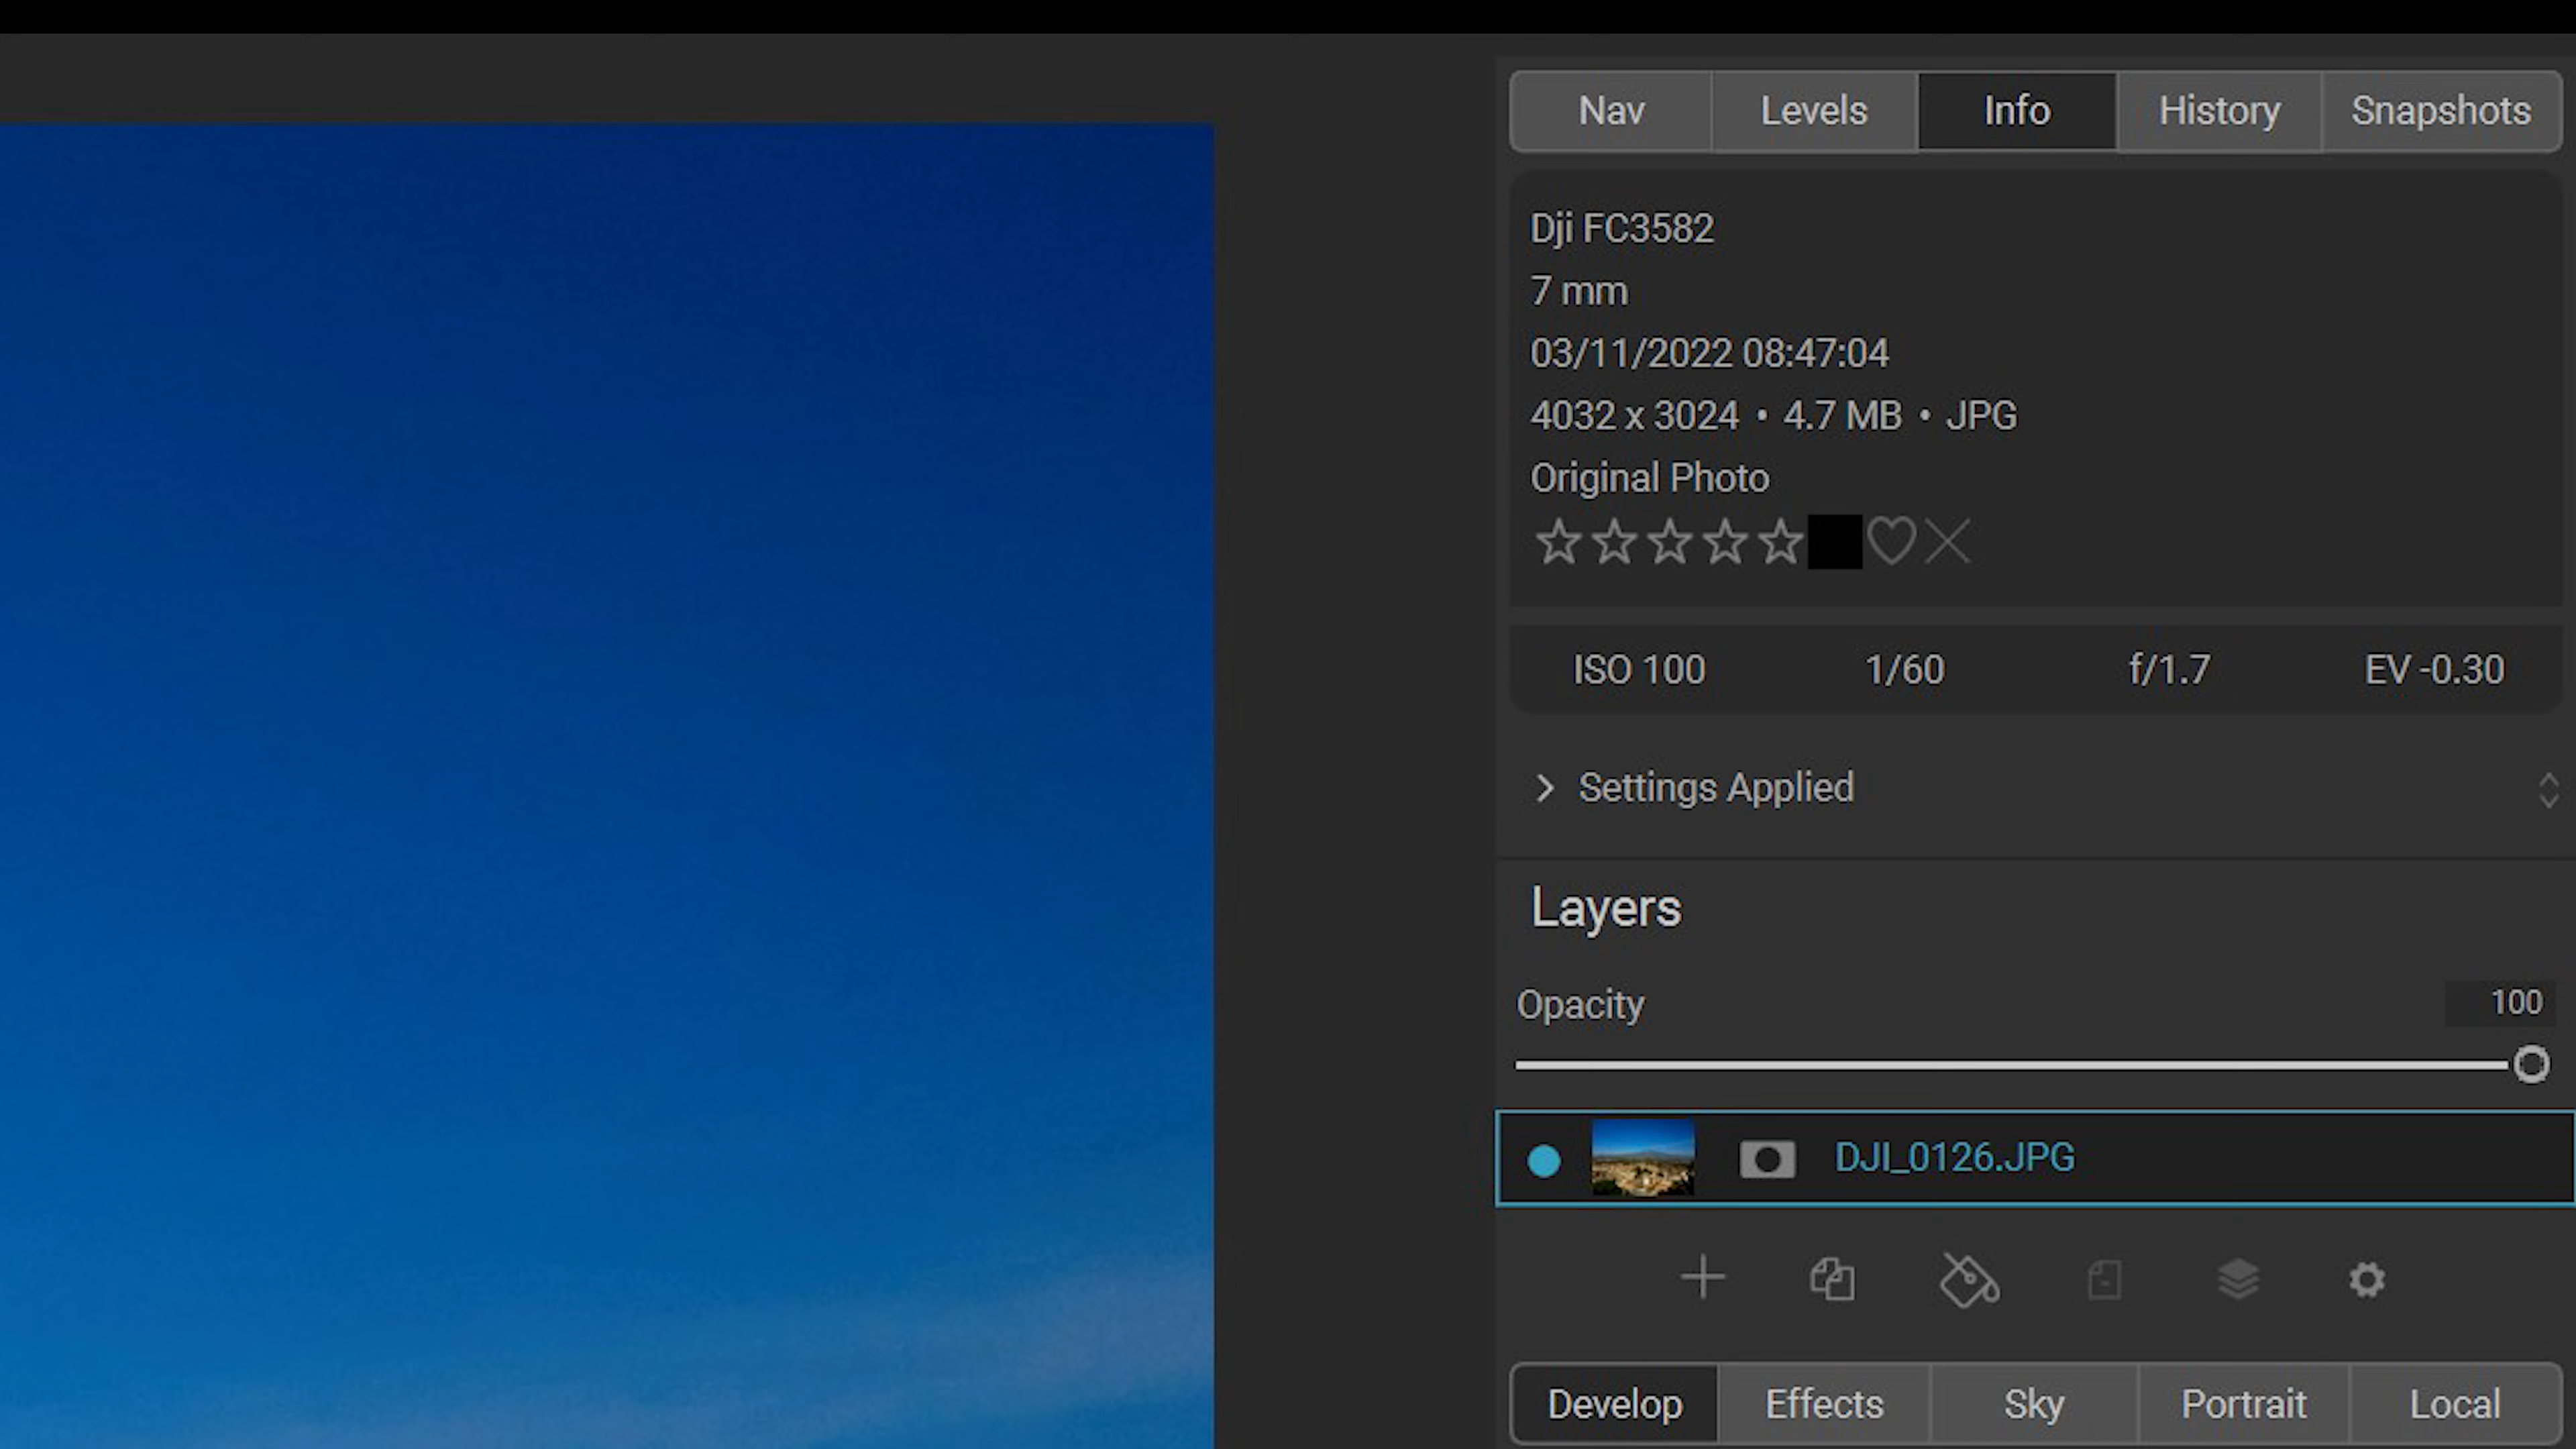 Nav Levels Info History Snapshots
Dji FC3582
7 mm
03/11/2022 08:47:04
4032 x 3024 • 4.7 MB • JPG
Original Photo
ISO 100 1/60 f/1.7 EV -0.30
Settings Applied
Layers
Opacity 100
DJI_0126.JPG
Develop Effects Sky Portrait Local